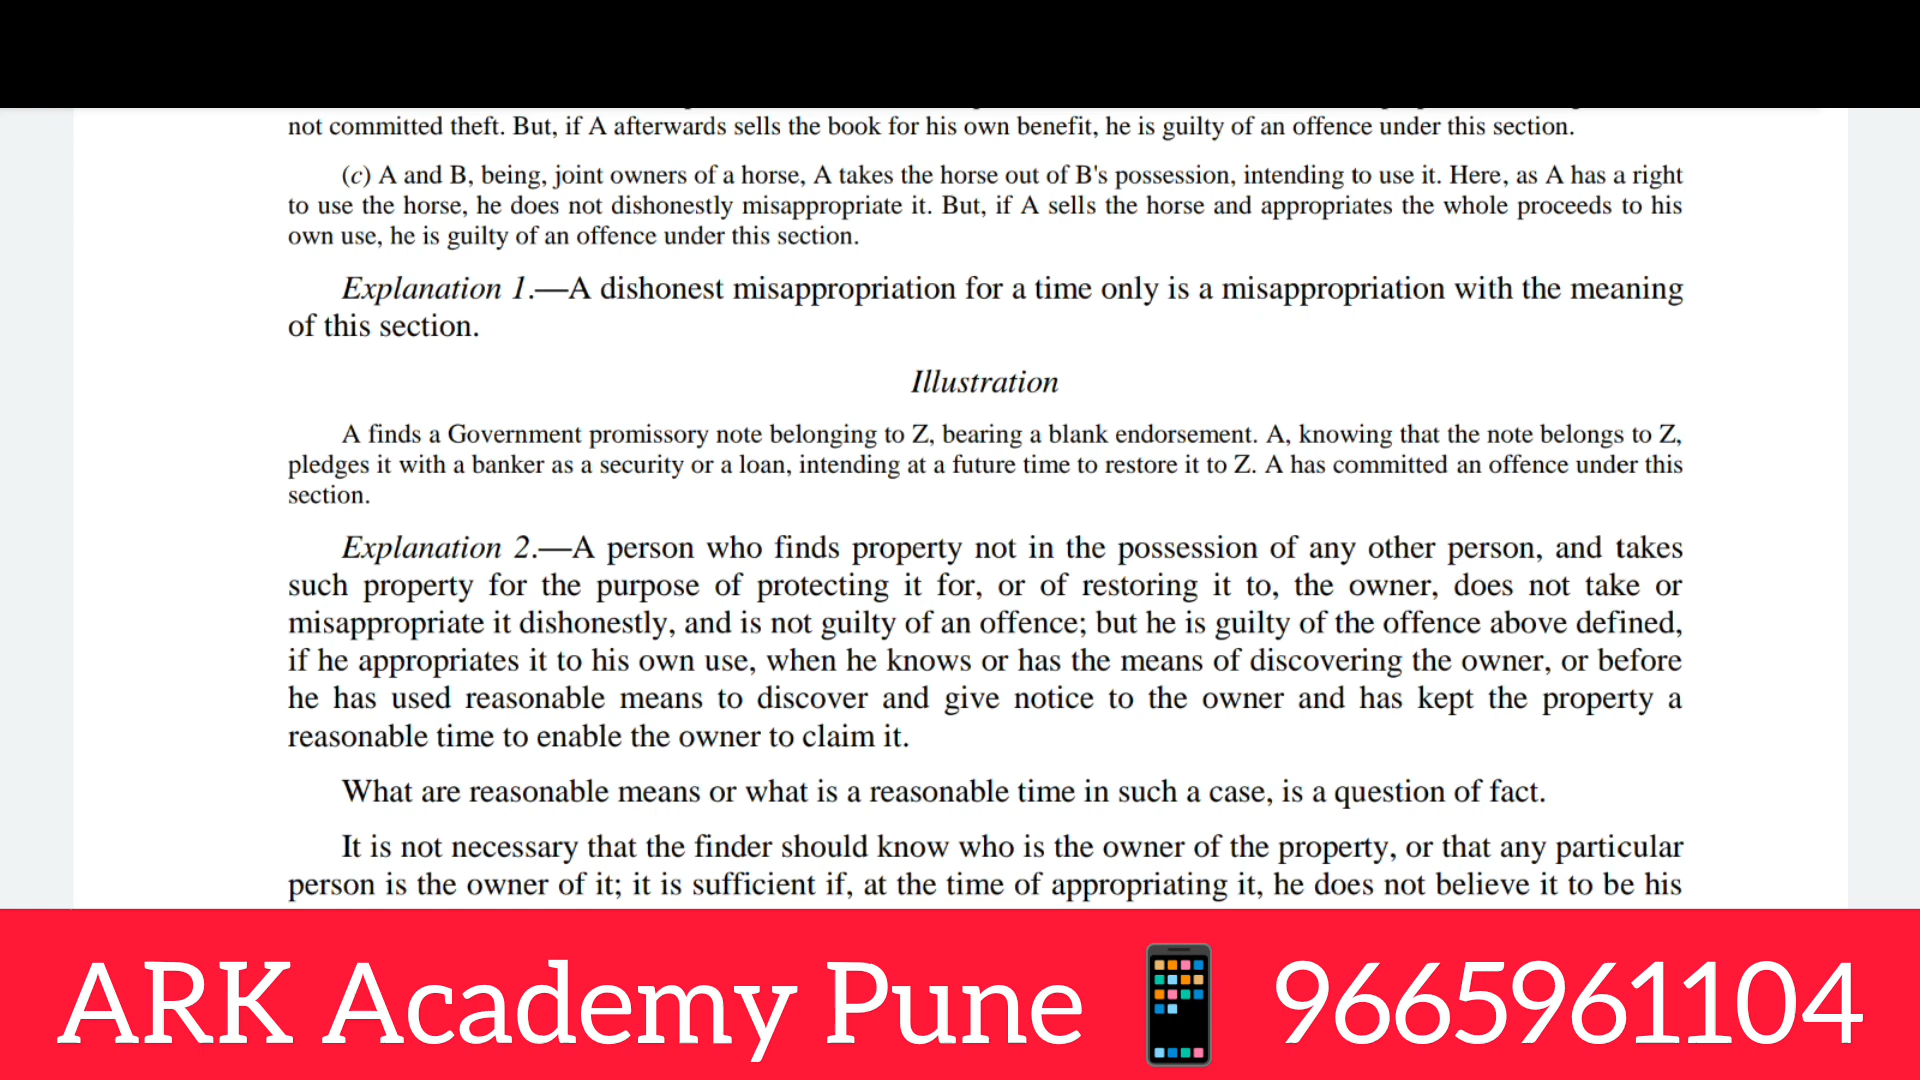 not committed theft. But, if A afterwards sells the book for his own benefit, he is guilty of an offence under this section.
(c) A and B, being, joint owners of a horse, A takes the horse out of B's possession, intending to use it. Here, as A has a right
to use the horse, he does not dishonestly misappropriate it. But, if A sells the horse and appropriates the whole proceeds to his
own use, he is guilty of an offence under this section.
Explanation 1.—A dishonest misappropriation for a time only is a misappropriation with the meaning
of this section.
Illustration
A finds a Government promissory note belonging to Z, bearing a blank endorsement. A, knowing that the note belongs to Z,
pledges it with a banker as a security or a loan, intending at a future time to restore it to Z. A has committed an offence under this
section.
Explanation 2.—A person who finds property not in the possession of any other person, and takes
such property for the purpose of protecting it for, or of restoring it to, the owner, does not take or
misappropriate it dishonestly, and is not guilty of an offence; but he is guilty of the offence above defined,
if he appropriates it to his own use, when he knows or has the means of discovering the owner, or before
he has used reasonable means to discover and give notice to the owner and has kept the property a
reasonable time to enable the owner to claim it.
What are reasonable means or what is a reasonable time in such a case, is a question of fact.
It is not necessary that the finder should know who is the owner of the property, or that any particular
person is the owner of it; it is sufficient if, at the time of appropriating it, he does not believe it to be his
ARK Academy Pune 📱 9665961104